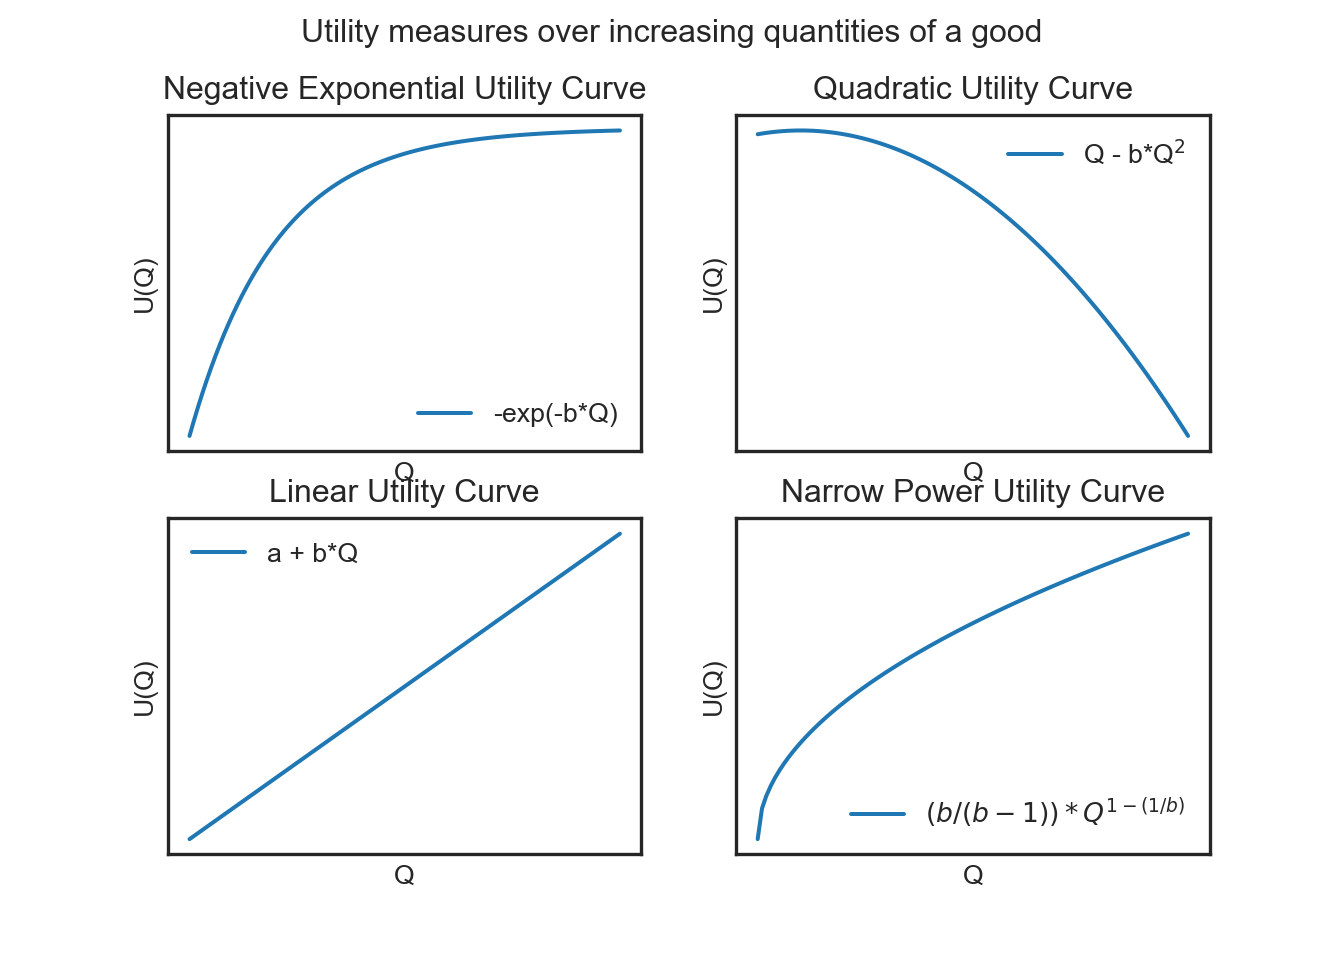 Utility measures over increasing quantities of a good
Negative Exponential Utility Curve
U(Q)
-exp(-b*Q)
Q
Quadratic Utility Curve
U(Q)
Q - b*Q²
Q
Linear Utility Curve
U(Q)
a + b*Q
Q
Narrow Power Utility Curve
U(Q)
(b/(b − 1)) * Q^{1 − (1/b)}
Q